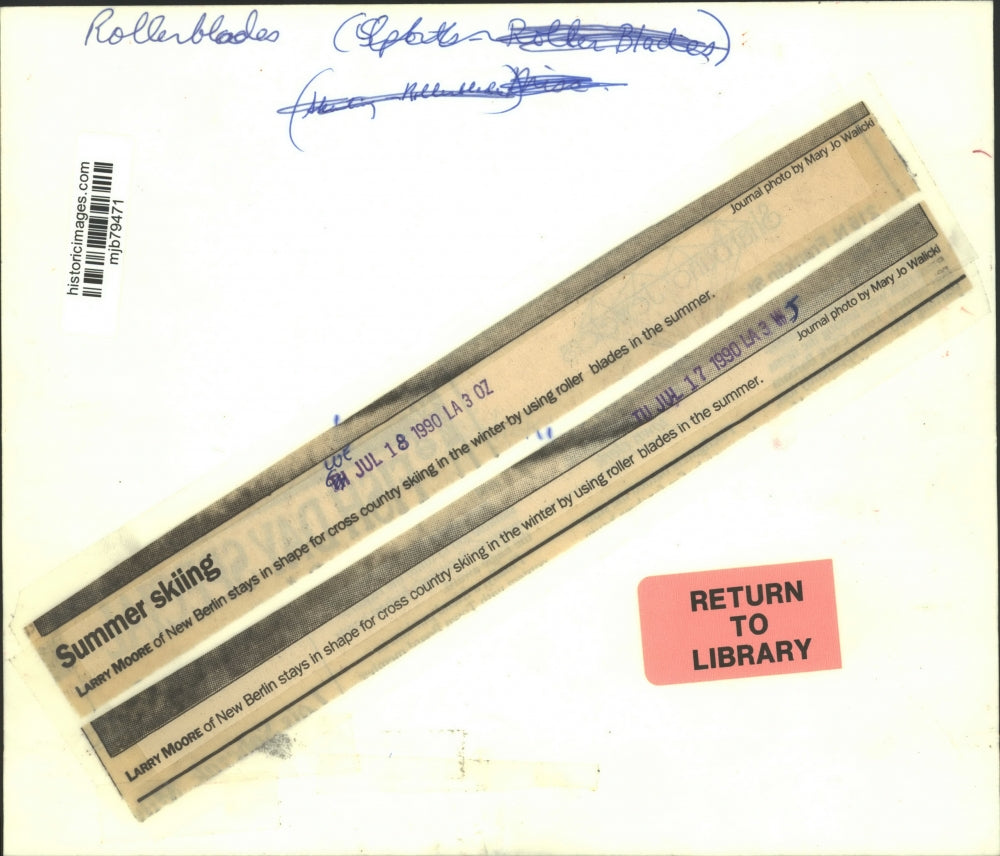 Rollerblades (Sports - Roller Blades)
historicimages.com
mjb79471
Journal photo by Mary Jo Walicki
JUL 18 1990 LA 3 OZ
Summer skiing
LARRY MOORE of New Berlin stays in shape for cross country skiing in the winter by using roller blades in the summer.
TU JUL 17 1990 LA 3 W 5
Journal photo by Mary Jo Walicki
LARRY MOORE of New Berlin stays in shape for cross country skiing in the winter by using roller blades in the summer.
RETURN
TO
LIBRARY